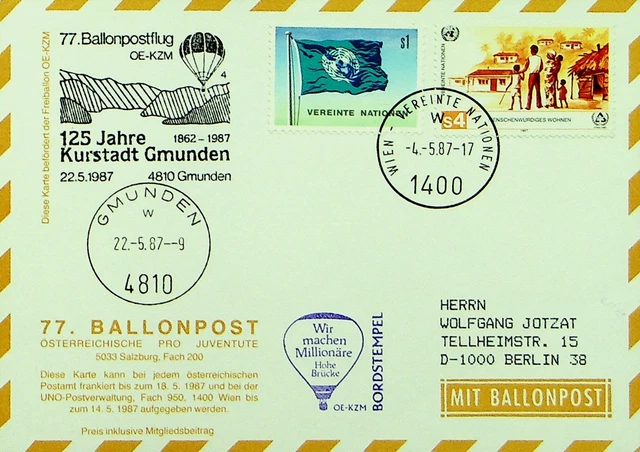 77.Ballonpostflug
OE-KZM
4
125 Jahre 1862-1987
Kurstadt Gmunden
22.5.1987 4810 Gmunden
Diese Karte befördert der Freiballon OE-KZM
s1
VEREINTE NATIONEN
VEREINTE NATIONEN
MENSCHENWÜRDIGES WOHNEN
s4
WIEN - VEREINTE NATIONEN
W
-4.-5.87-17
1400
GMUNDEN
W
22.-5.87--9
4810
77. BALLONPOST
ÖSTERREICHISCHE PRO JUVENTUTE
5033 Salzburg, Fach 200
Diese Karte kann bei jedem österreichischen
Postamt frankiert bis zum 18. 5. 1987 und bei der
UNO-Postverwaltung, Fach 950, 1400 Wien bis
zum 14. 5. 1987 aufgegeben werden.
Preis inklusive Mitgliedsbeitrag
Wir
machen
Millionäre
Hohe
Brücke
OE-KZM
BORDSTEMPEL
HERRN
WOLFGANG JOTZAT
TELLHEIMSTR. 15
D-1000 BERLIN 38
MIT BALLONPOST